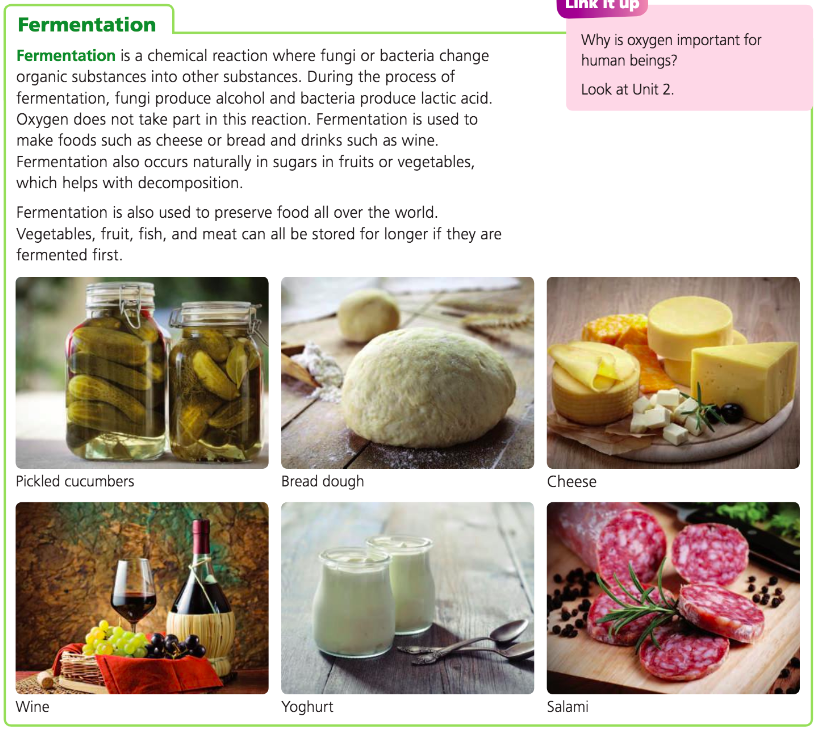 Fermentation
Link it up
Why is oxygen important for
human beings?
Look at Unit 2.
Fermentation is a chemical reaction where fungi or bacteria change
organic substances into other substances. During the process of
fermentation, fungi produce alcohol and bacteria produce lactic acid.
Oxygen does not take part in this reaction. Fermentation is used to
make foods such as cheese or bread and drinks such as wine.
Fermentation also occurs naturally in sugars in fruits or vegetables,
which helps with decomposition.
Fermentation is also used to preserve food all over the world.
Vegetables, fruit, fish, and meat can all be stored for longer if they are
fermented first.
Pickled cucumbers
Bread dough
Cheese
Wine
Yoghurt
Salami